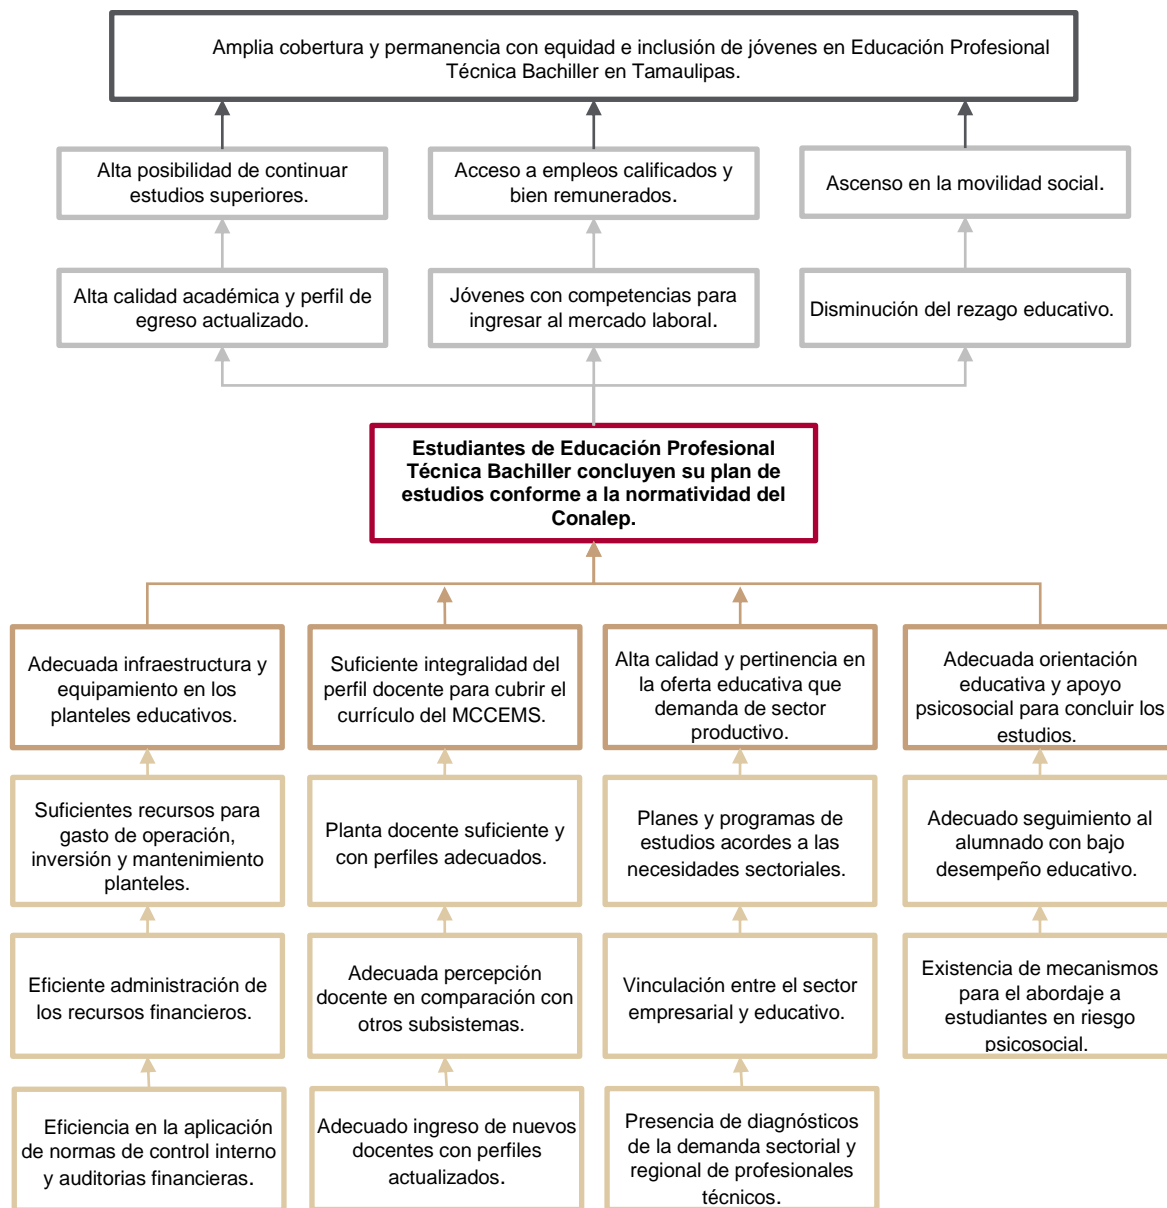 Amplia cobertura y permanencia con equidad e inclusión de jóvenes en Educación Profesional
Técnica Bachiller en Tamaulipas.
Alta posibilidad de continuar
estudios superiores.
Acceso a empleos calificados y
bien remunerados.
Ascenso en la movilidad social.
Alta calidad académica y perfil de
egreso actualizado.
Jóvenes con competencias para
ingresar al mercado laboral.
Disminución del rezago educativo.
Estudiantes de Educación Profesional
Técnica Bachiller concluyen su plan de
estudios conforme a la normatividad del
Conalep.
Adecuada infraestructura y
equipamiento en los
planteles educativos.
Suficiente integralidad del
perfil docente para cubrir el
currículo del MCCEMS.
Alta calidad y pertinencia en
la oferta educativa que
demanda de sector
productivo.
Adecuada orientación
educativa y apoyo
psicosocial para concluir los
estudios.
Suficientes recursos para
gasto de operación,
inversión y mantenimiento
planteles.
Planta docente suficiente y
con perfiles adecuados.
Planes y programas de
estudios acordes a las
necesidades sectoriales.
Adecuado seguimiento al
alumnado con bajo
desempeño educativo.
Eficiente administración de
los recursos financieros.
Adecuada percepción
docente en comparación con
otros subsistemas.
Vinculación entre el sector
empresarial y educativo.
Existencia de mecanismos
para el abordaje a
estudiantes en riesgo
psicosocial.
Eficiencia en la aplicación
de normas de control interno
y auditorias financieras.
Adecuado ingreso de nuevos
docentes con perfiles
actualizados.
Presencia de diagnósticos
de la demanda sectorial y
regional de profesionales
técnicos.